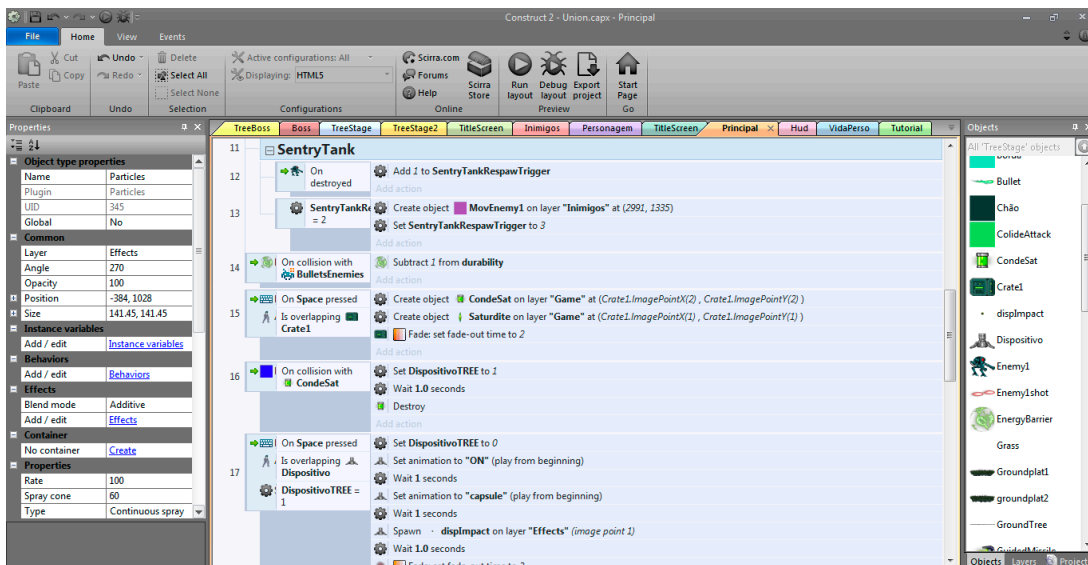 Construct 2 - Union.capx - Principal
File Home View Events
Paste
Cut
Copy
Clipboard
Undo
Redo
Undo
Delete
Select All
Select None
Selection
Active configurations: All
Displaying: HTML5
Configurations
Scirra.com
Forums
Help
Scirra Store
Online
Run layout
Debug layout
Export project
Preview
Start Page
Go
Properties
Object type properties
Name Particles
Plugin Particles
UID 345
Global No
Common
Layer Effects
Angle 270
Opacity 100
Position -384, 1028
Size 141.45, 141.45
Instance variables
Add / edit Instance variables
Behaviors
Add / edit Behaviors
Effects
Blend mode Additive
Add / edit Effects
Container
No container Create
Properties
Rate 100
Spray cone 60
Type Continuous spray
TreeBoss Boss TreeStage TreeStage2 TitleScreen Inimigos Personagem TitleScreen Principal Hud VidaPerso Tutorial
11 SentryTank
12 On destroyed
Add 1 to SentryTankRespawTrigger
Add action
13 SentryTankRe
= 2
Create object MovEnemy1 on layer "Inimigos" at (2991, 1335)
Set SentryTankRespawTrigger to 3
Add action
14 On collision with BulletsEnemies
Subtract 1 from durability
Add action
15 On Space pressed
Is overlapping Crate1
Create object CondeSat on layer "Game" at (Crate1.ImagePointX(2) , Crate1.ImagePointY(2) )
Create object Saturdite on layer "Game" at (Crate1.ImagePointX(1) , Crate1.ImagePointY(1) )
Fade: set fade-out time to 2
Add action
16 On collision with CondeSat
Set DispositivoTREE to 1
Wait 1.0 seconds
Destroy
Add action
17 On Space pressed
Is overlapping Dispositivo
DispositivoTREE = 1
Set DispositivoTREE to 0
Set animation to "ON" (play from beginning)
Wait 1 seconds
Set animation to "capsule" (play from beginning)
Wait 1 seconds
Spawn dispImpact on layer "Effects" (image point 1)
Wait 1.0 seconds
Objects
All 'TreeStage' objects
Bullet
Chão
ColideAttack
CondeSat
Crate1
dispImpact
Dispositivo
Enemy1
Enemy1shot
EnergyBarrier
Grass
Groundplat1
groundplat2
GroundTree
GuidedMissile
Objects Layers Project